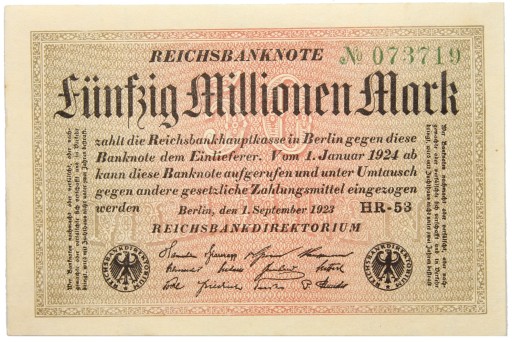 REICHSBANKNOTE № 073719
Fünfzig Millionen Mark
zahlt die Reichsbankhauptkasse in Berlin gegen diese
Banknote dem Einlieferer. Vom 1. Januar 1924 ab
kann diese Banknote aufgerufen und unter Umtausch
gegen andere gesetzliche Zahlungsmittel eingezogen
werden Berlin, den 1. September 1923 HR-53
REICHSBANKDIREKTORIUM
REICHSBANKDIREKTORIUM
REICHSBANKDIREKTORIUM